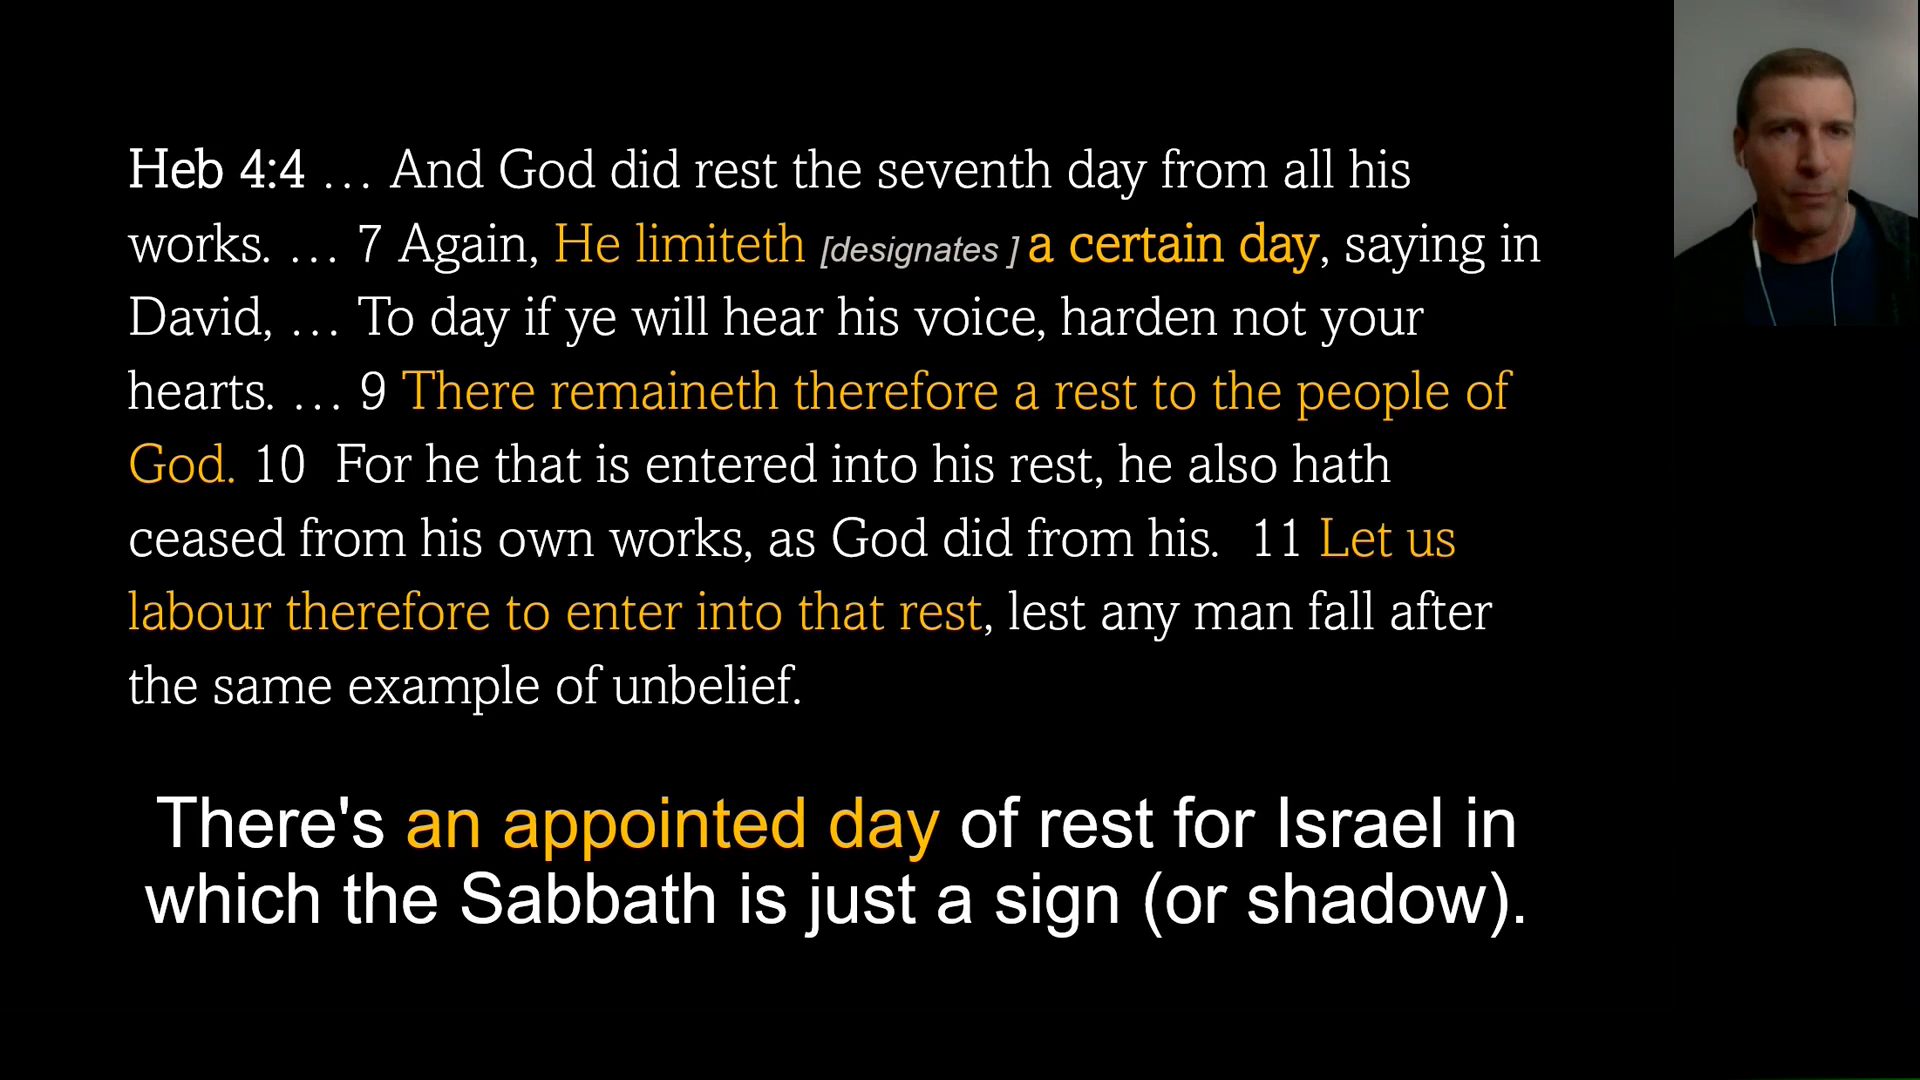 Heb 4:4 … And God did rest the seventh day from all his
works. … 7 Again, He limiteth [designates ] a certain day, saying in
David, … To day if ye will hear his voice, harden not your
hearts. … 9 There remaineth therefore a rest to the people of
God. 10 For he that is entered into his rest, he also hath
ceased from his own works, as God did from his. 11 Let us
labour therefore to enter into that rest, lest any man fall after
the same example of unbelief.
There's an appointed day of rest for Israel in
which the Sabbath is just a sign (or shadow).